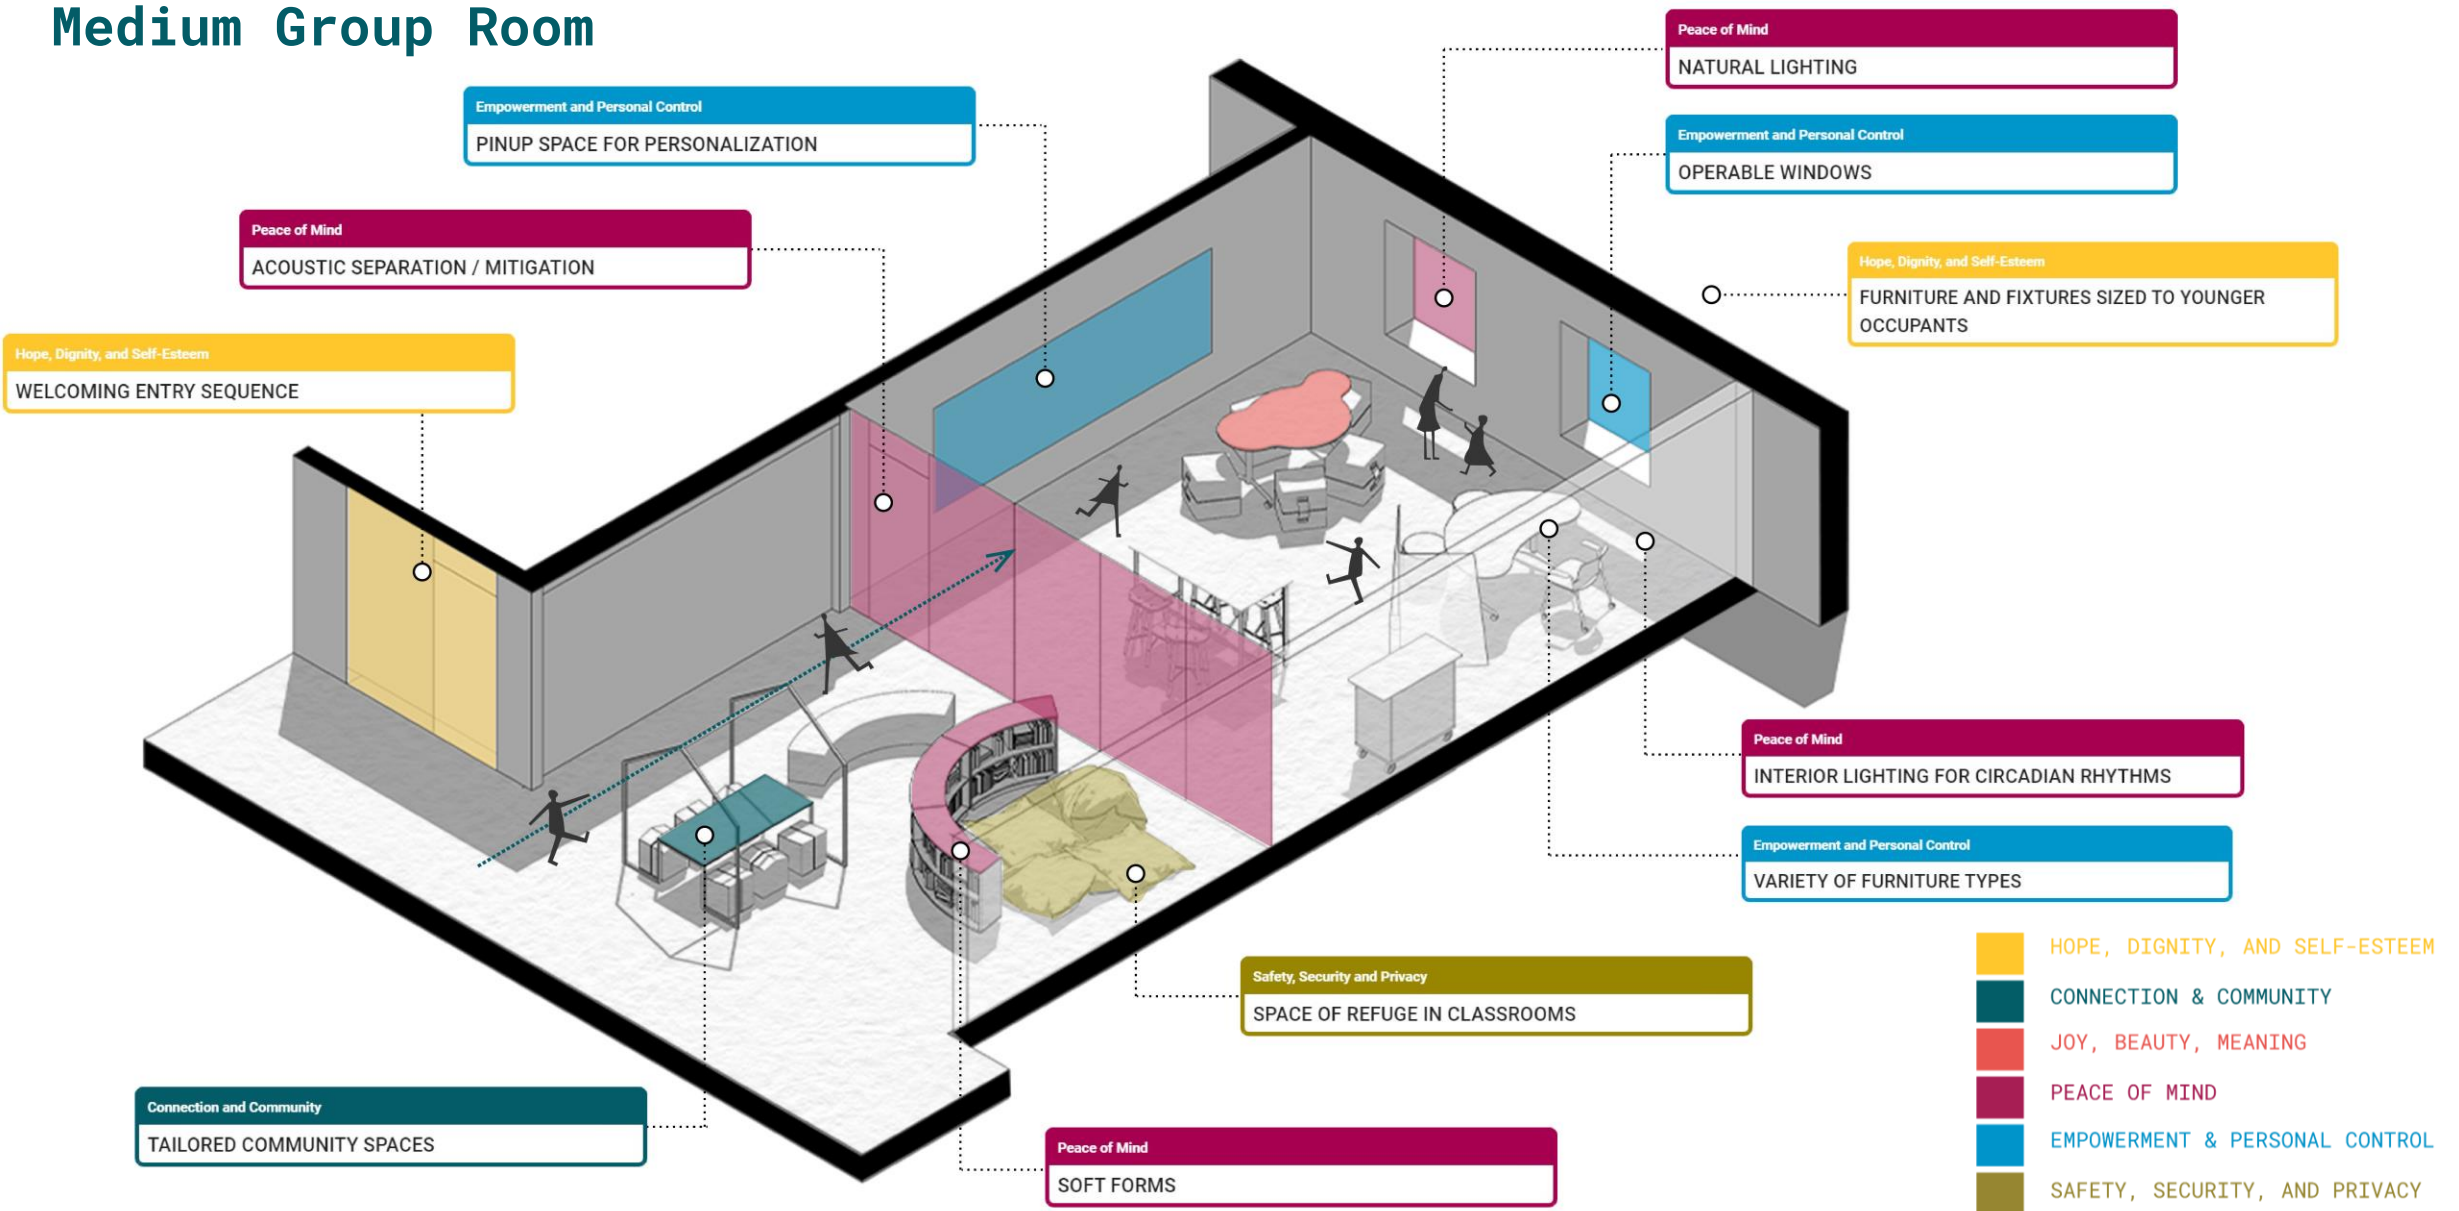 Medium Group Room
Peace of Mind
NATURAL LIGHTING
Empowerment and Personal Control
PINUP SPACE FOR PERSONALIZATION
Empowerment and Personal Control
OPERABLE WINDOWS
Peace of Mind
ACOUSTIC SEPARATION / MITIGATION
Hope, Dignity, and Self-Esteem
FURNITURE AND FIXTURES SIZED TO YOUNGER
OCCUPANTS
Hope, Dignity, and Self-Esteem
WELCOMING ENTRY SEQUENCE
Peace of Mind
INTERIOR LIGHTING FOR CIRCADIAN RHYTHMS
Empowerment and Personal Control
VARIETY OF FURNITURE TYPES
Safety, Security and Privacy
SPACE OF REFUGE IN CLASSROOMS
Connection and Community
TAILORED COMMUNITY SPACES
Peace of Mind
SOFT FORMS
HOPE, DIGNITY, AND SELF-ESTEEM
CONNECTION & COMMUNITY
JOY, BEAUTY, MEANING
PEACE OF MIND
EMPOWERMENT & PERSONAL CONTROL
SAFETY, SECURITY, AND PRIVACY